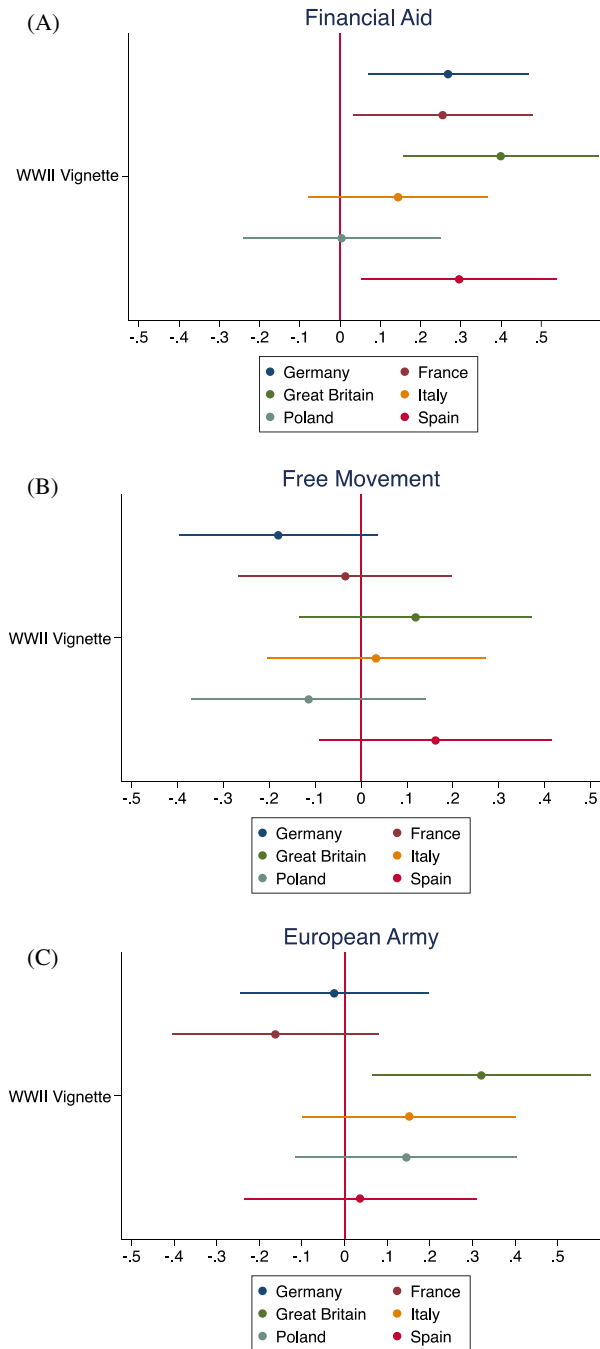 (A)
Financial Aid
WWII Vignette
-.5 -.4 -.3 -.2 -.1 0 .1 .2 .3 .4 .5
Germany France
Great Britain Italy
Poland Spain
(B)
Free Movement
WWII Vignette
-.5 -.4 -.3 -.2 -.1 0 .1 .2 .3 .4 .5
Germany France
Great Britain Italy
Poland Spain
(C)
European Army
WWII Vignette
-.5 -.4 -.3 -.2 -.1 0 .1 .2 .3 .4 .5
Germany France
Great Britain Italy
Poland Spain